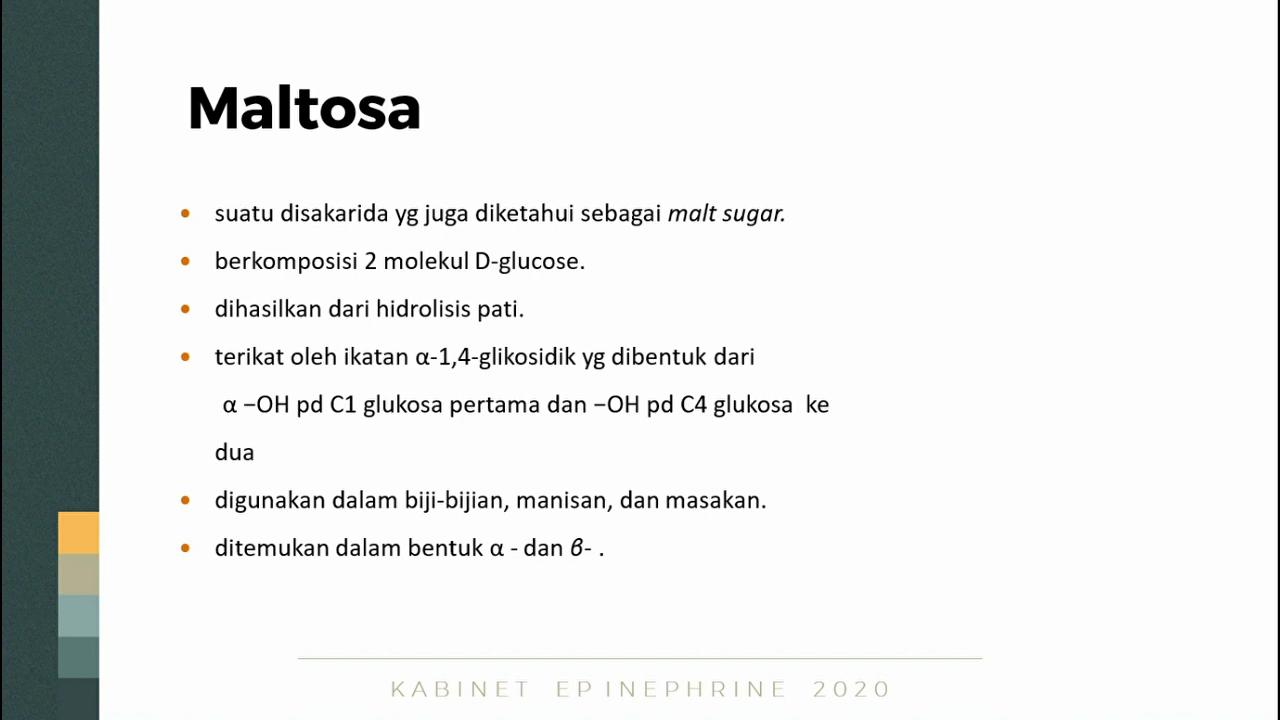 Maltosa
• suatu disakarida yg juga diketahui sebagai malt sugar.
• berkomposisi 2 molekul D-glucose.
• dihasilkan dari hidrolisis pati.
• terikat oleh ikatan α-1,4-glikosidik yg dibentuk dari
α −OH pd C1 glukosa pertama dan −OH pd C4 glukosa ke
dua
• digunakan dalam biji-bijian, manisan, dan masakan.
• ditemukan dalam bentuk α - dan β- .
KABINET EPINEPHRINE 2020